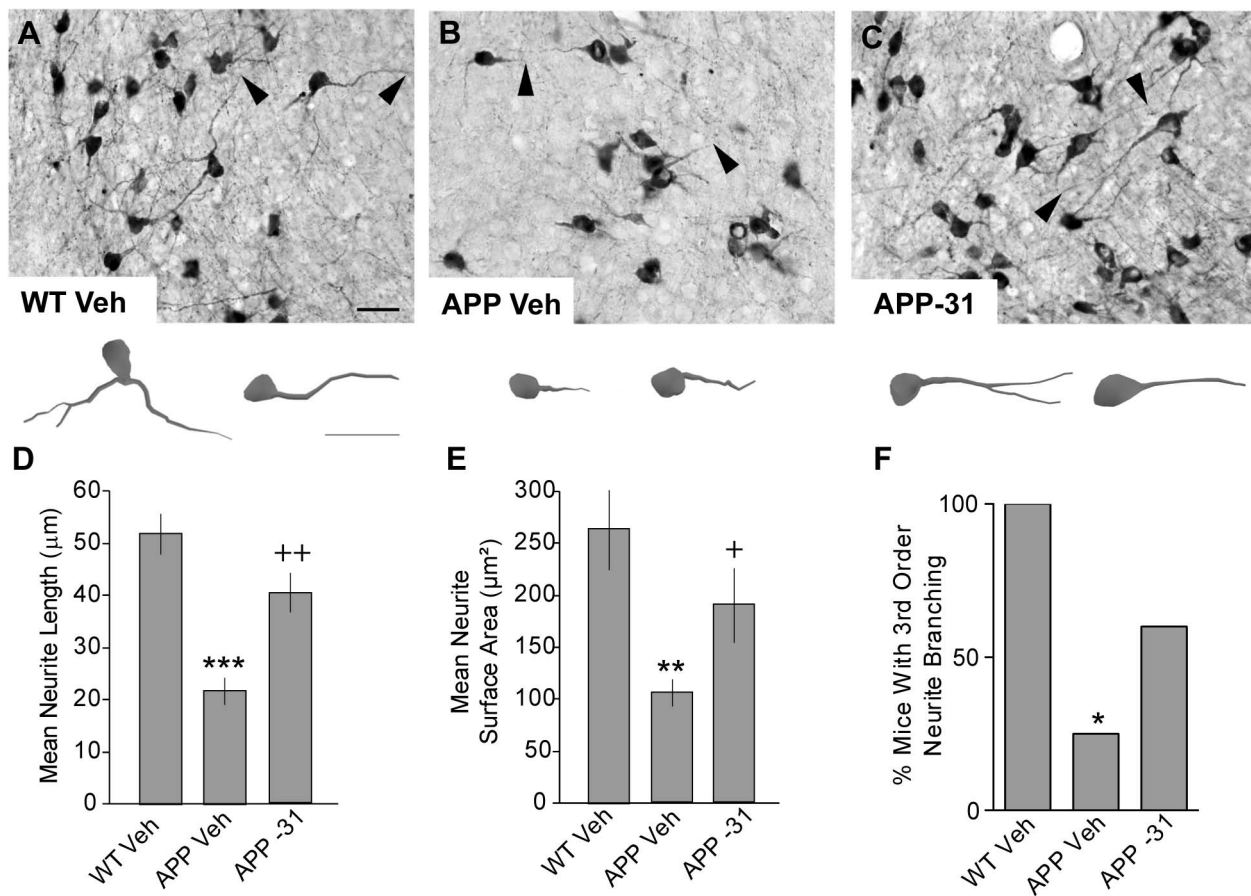 A
WT Veh
B
APP Veh
C
APP-31
D
Mean Neurite Length (μm)
60
50
40
30
20
10
0
***
++
WT Veh
APP Veh
APP -31
E
Mean Neurite
Surface Area (μm²)
300
250
200
150
100
50
0
**
+
WT Veh
APP Veh
APP -31
F
% Mice With 3rd Order
Neurite Branching
100
50
0
*
WT Veh
APP Veh
APP -31